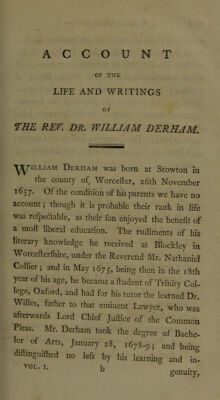 ACCOUNT
OF THE
LIFE AND WRITINGS
OF
THE REV. DR. WILLIAM DERHAM.
WILLIAM DERHAM was born at Stowton in
the county of, Worceſter, 26th November
1657. Of the condition of his parents we have no
account; though it is probable their rank in life
was reſpectable, as their ſon enjoyed the benefit of
a moſt liberal education. The rudiments of his
literary knowledge he received at Blockley in
Worceſterſhire, under the Reverend Mr. Nathaniel
Collier; and in May 1675, being then in the 18th
year of his age, he became a ſtudent of Trinity Col-
lege, Oxford, and had for his tutor the learned Dr.
Willes, father to that eminent Lawyer, who was
afterwards Lord Chief Juſtice of the Common
Pleas. Mr. Derham took the degree of Bache-
lor of Arts, January 28, 1678-9; and being
diſtinguiſhed no leſs by his learning and in-
VOL. I. b genuity,